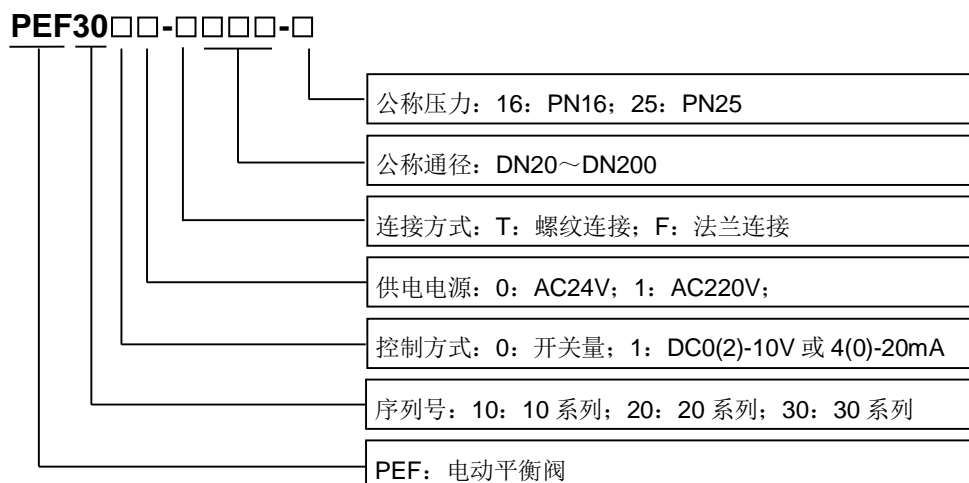 PEF30□□-□□□□-□
公称压力：16：PN16；25：PN25
公称通径：DN20～DN200
连接方式：T：螺纹连接；F：法兰连接
供电电源：0：AC24V；1：AC220V；
控制方式：0：开关量；1：DC0(2)-10V 或 4(0)-20mA
序列号：10：10 系列；20：20 系列；30：30 系列
PEF：电动平衡阀